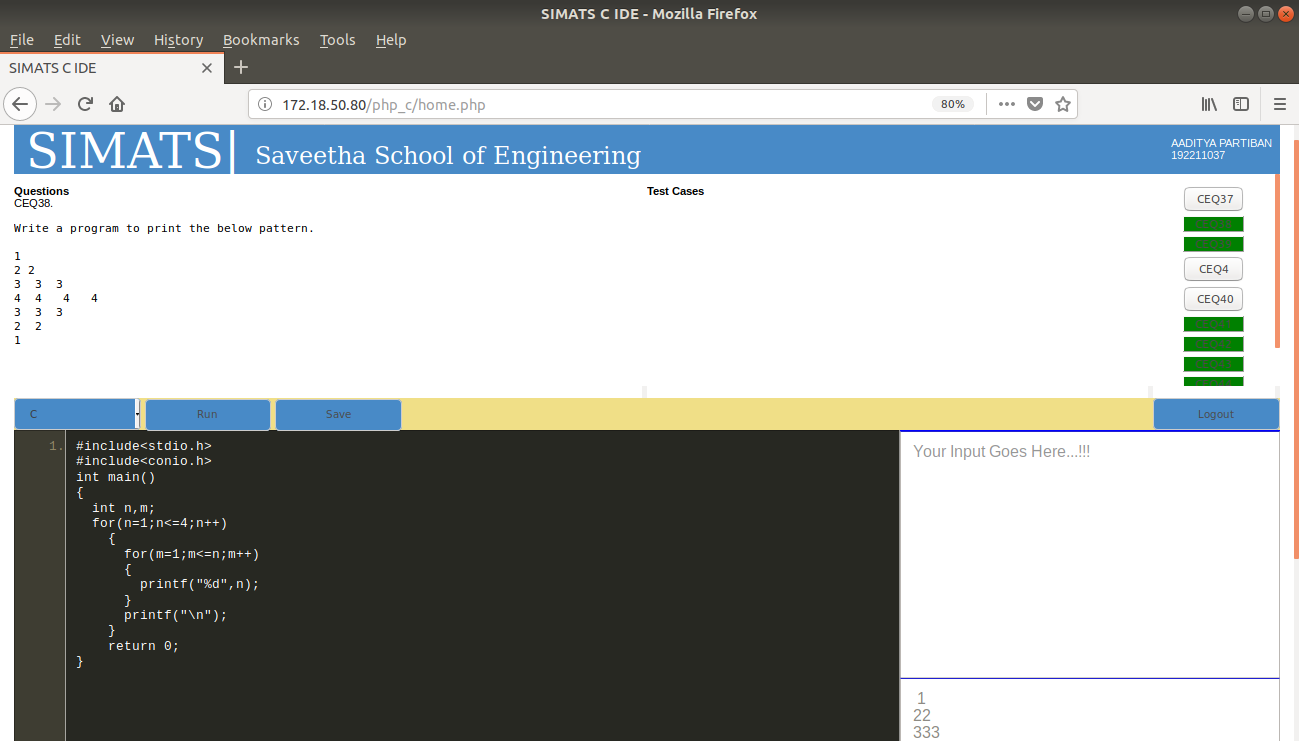 SIMATS C IDE - Mozilla Firefox
File Edit View History Bookmarks Tools Help
SIMATS C IDE
172.18.50.80/php_c/home.php 80%
SIMATS| Saveetha School of Engineering
AADITYA PARTIBAN
192211037
Questions
CEQ38.
Write a program to print the below pattern.
1
2 2
3  3  3
4  4   4   4
3  3  3
2  2
1
Test Cases
CEQ37
CEQ4
CEQ40
C Run Save Logout
1.
#include<stdio.h>
#include<conio.h>
int main()
{
  int n,m;
  for(n=1;n<=4;n++)
    {
      for(m=1;m<=n;m++)
      {
        printf("%d",n);
      }
      printf("\n");
    }
    return 0;
}
Your Input Goes Here...!!!
1
22
333